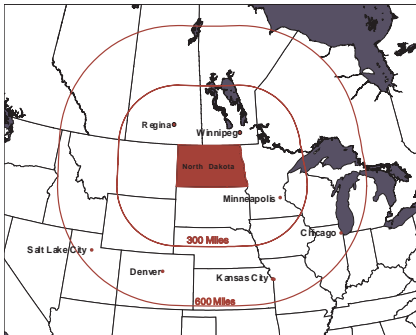 Regina
Winnipeg
North Dakota
Minneapolis
300 Miles
Chicago
Salt Lake City
Denver
Kansas City
600 Miles